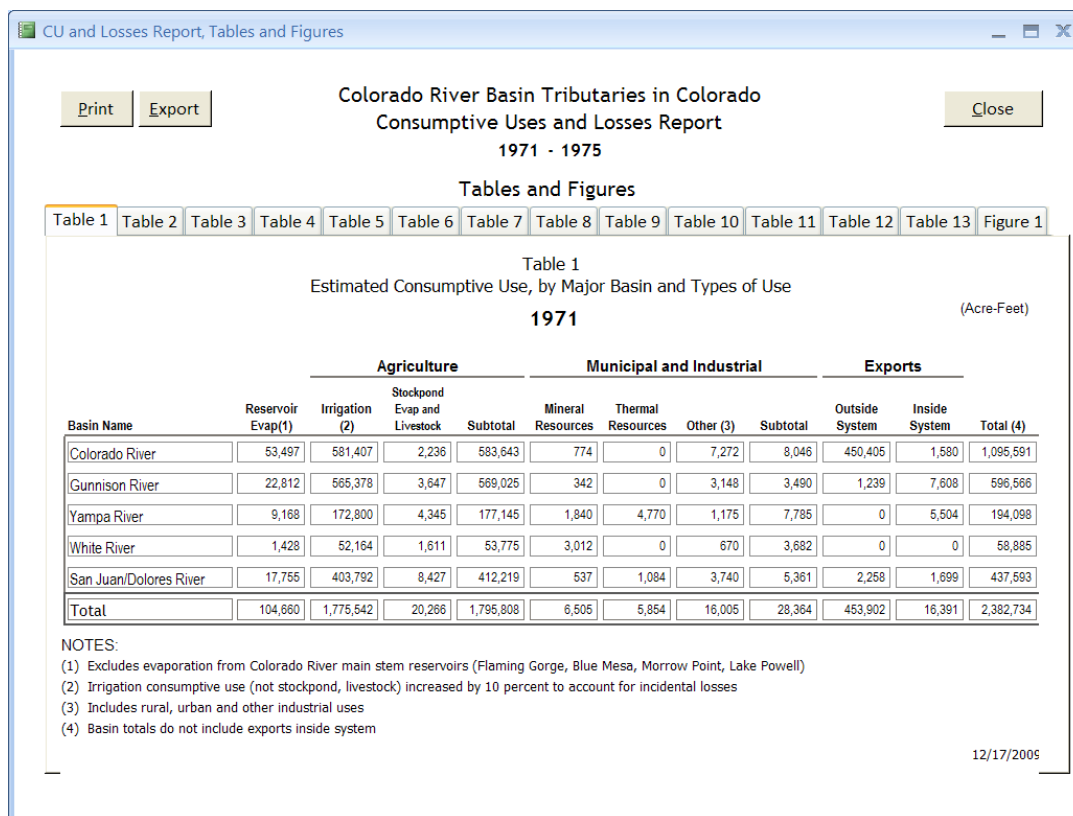 CU and Losses Report, Tables and Figures
Print Export Colorado River Basin Tributaries in Colorado Close
Consumptive Uses and Losses Report
1971 - 1975
Tables and Figures
Table 1 Table 2 Table 3 Table 4 Table 5 Table 6 Table 7 Table 8 Table 9 Table 10 Table 11 Table 12 Table 13 Figure 1
Table 1
Estimated Consumptive Use, by Major Basin and Types of Use
1971
(Acre-Feet)
Agriculture Municipal and Industrial Exports
Basin Name Reservoir Evap(1) Irrigation (2) Stockpond Evap and Livestock Subtotal Mineral Resources Thermal Resources Other (3) Subtotal Outside System Inside System Total (4)
Colorado River 53,497 581,407 2,236 583,643 774 0 7,272 8,046 450,405 1,580 1,095,591
Gunnison River 22,812 565,378 3,647 569,025 342 0 3,148 3,490 1,239 7,608 596,566
Yampa River 9,168 172,800 4,345 177,145 1,840 4,770 1,175 7,785 0 5,504 194,098
White River 1,428 52,164 1,611 53,775 3,012 0 670 3,682 0 0 58,885
San Juan/Dolores River 17,755 403,792 8,427 412,219 537 1,084 3,740 5,361 2,258 1,699 437,593
Total 104,660 1,775,542 20,266 1,795,808 6,505 5,854 16,005 28,364 453,902 16,391 2,382,734
NOTES:
(1) Excludes evaporation from Colorado River main stem reservoirs (Flaming Gorge, Blue Mesa, Morrow Point, Lake Powell)
(2) Irrigation consumptive use (not stockpond, livestock) increased by 10 percent to account for incidental losses
(3) Includes rural, urban and other industrial uses
(4) Basin totals do not include exports inside system
12/17/2009